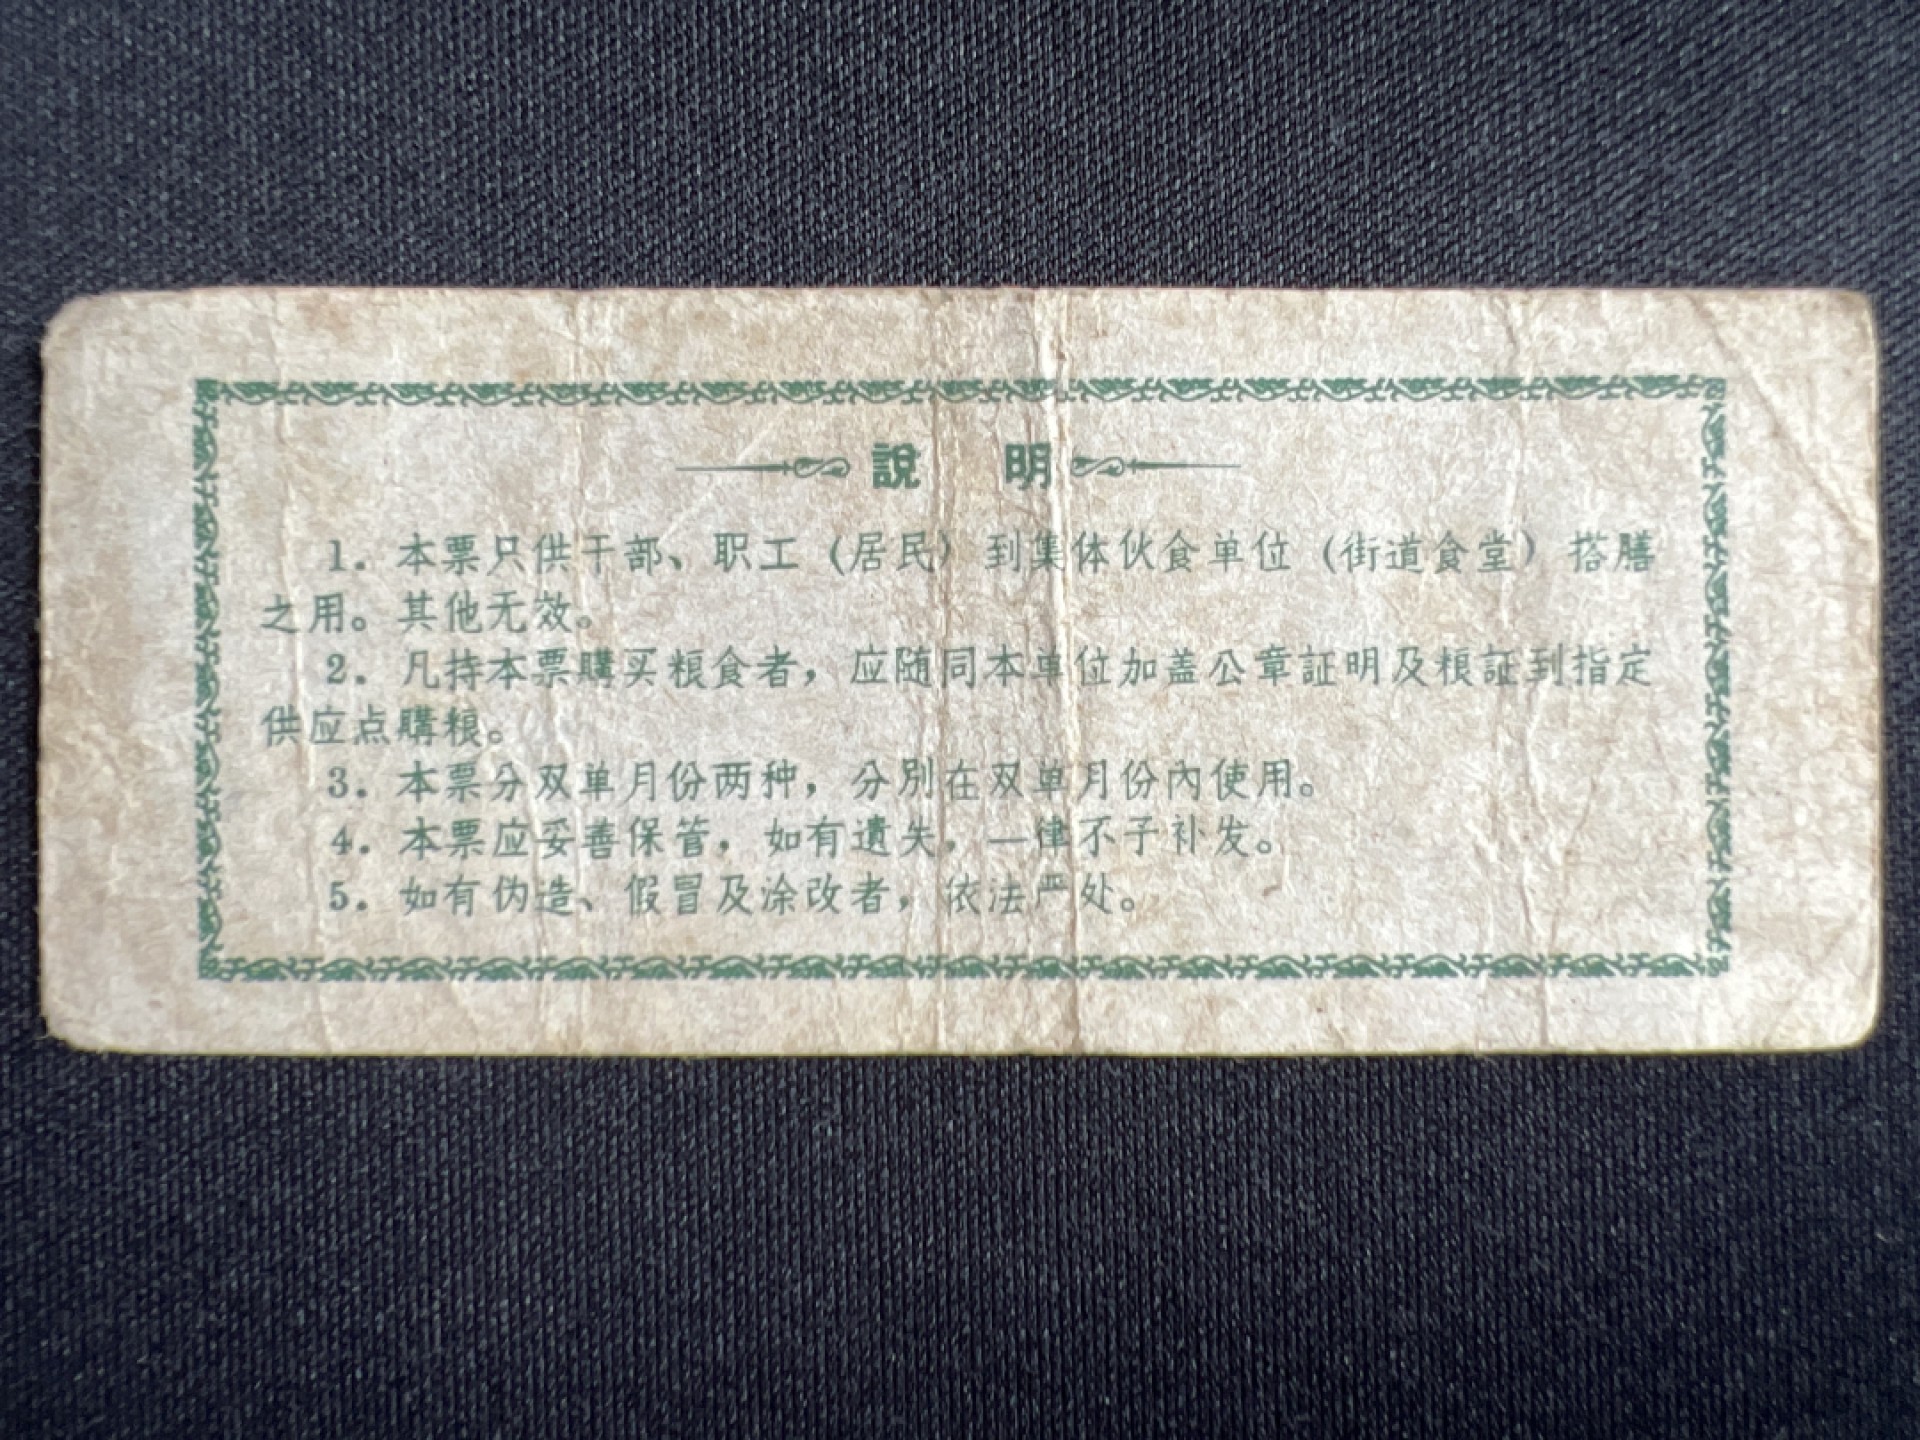 說 明
1. 本票只供干部、职工（居民）到集体伙食单位（街道食堂）搭膳
之用。其他无效。
2. 凡持本票購买粮食者，应随同本单位加盖公章証明及粮証到指定
供应点購粮。
3. 本票分双单月份两种，分別在双单月份內使用。
4. 本票应妥善保管，如有遺失，一律不予补发。
5. 如有伪造、假冒及涂改者，依法严处。